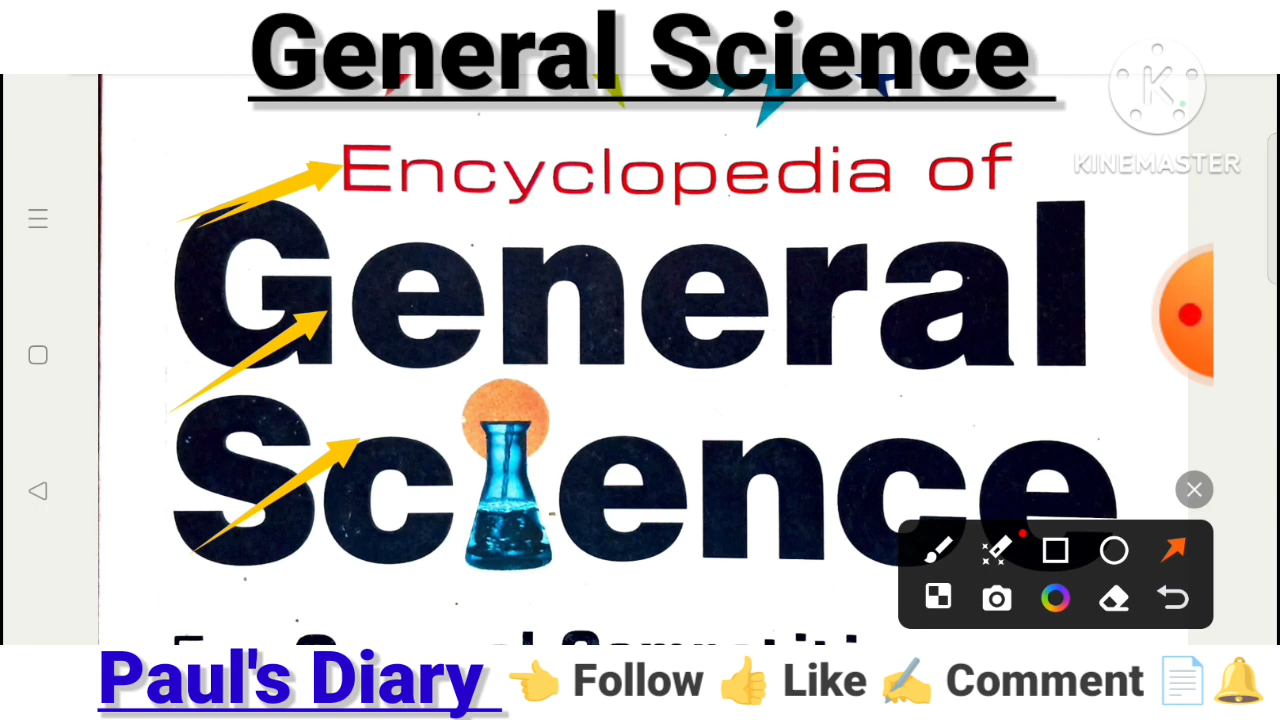 General Science
K
KINEMASTER
Encyclopedia of
General
Science
Paul's Diary 👈 Follow 👍 Like ✍ Comment 📄 🔔